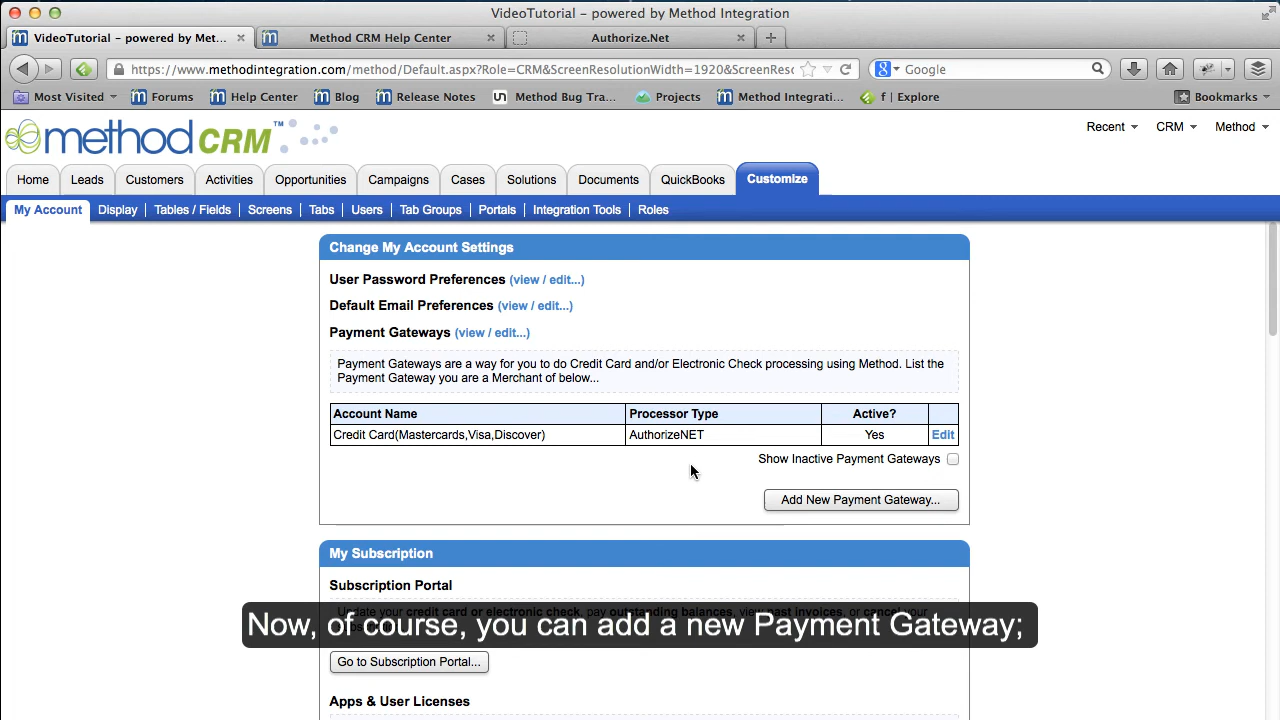 VideoTutorial - powered by Method Integration
VideoTutorial - powered by Met...
Method CRM Help Center
Authorize.Net
https://www.methodintegration.com/method/Default.aspx?Role=CRM&ScreenResolutionWidth=1920&ScreenResc
Google
Most Visited
Forums
Help Center
Blog
Release Notes
Method Bug Tra...
Projects
Method Integrati...
f | Explore
Bookmarks
methodCRM™
Recent
CRM
Method
Home
Leads
Customers
Activities
Opportunities
Campaigns
Cases
Solutions
Documents
QuickBooks
Customize
My Account
Display
Tables / Fields
Screens
Tabs
Users
Tab Groups
Portals
Integration Tools
Roles
Change My Account Settings
User Password Preferences (view / edit...)
Default Email Preferences (view / edit...)
Payment Gateways (view / edit...)
Payment Gateways are a way for you to do Credit Card and/or Electronic Check processing using Method. List the
Payment Gateway you are a Merchant of below...
Account Name Processor Type Active?
Credit Card(Mastercards,Visa,Discover) AuthorizeNET Yes Edit
Show Inactive Payment Gateways
Add New Payment Gateway...
My Subscription
Subscription Portal
Update your credit card or electronic check, pay outstanding balances, view past invoices, or cancel your
Now, of course, you can add a new Payment Gateway;
Go to Subscription Portal...
Apps & User Licenses